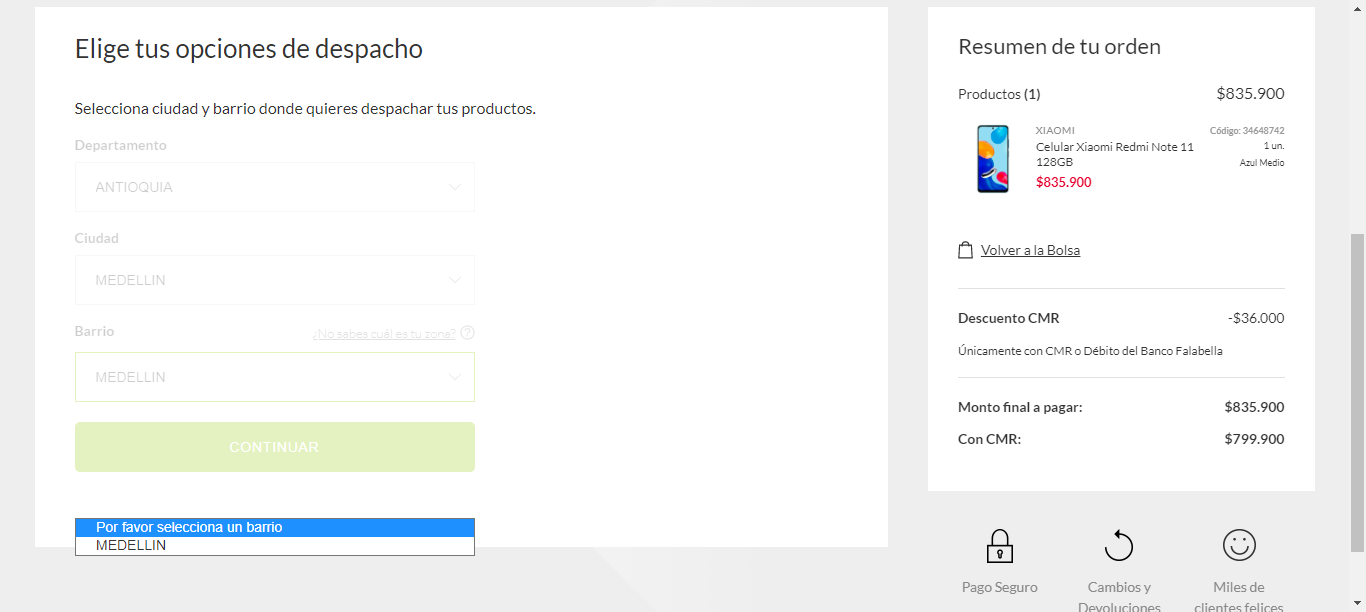 Elige tus opciones de despacho
Selecciona ciudad y barrio donde quieres despachar tus productos.
Departamento
ANTIOQUIA
Ciudad
MEDELLIN
Barrio
¿No sabes cuál es tu zona? ?
MEDELLIN
CONTINUAR
Por favor selecciona un barrio
MEDELLIN
Resumen de tu orden
Productos (1) $835.900
XIAOMI Código: 34648742
Celular Xiaomi Redmi Note 11 1 un.
128GB Azul Medio
$835.900
Volver a la Bolsa
Descuento CMR -$36.000
Únicamente con CMR o Débito del Banco Falabella
Monto final a pagar: $835.900
Con CMR: $799.900
Pago Seguro
Cambios y
Devoluciones
Miles de
clientes felices